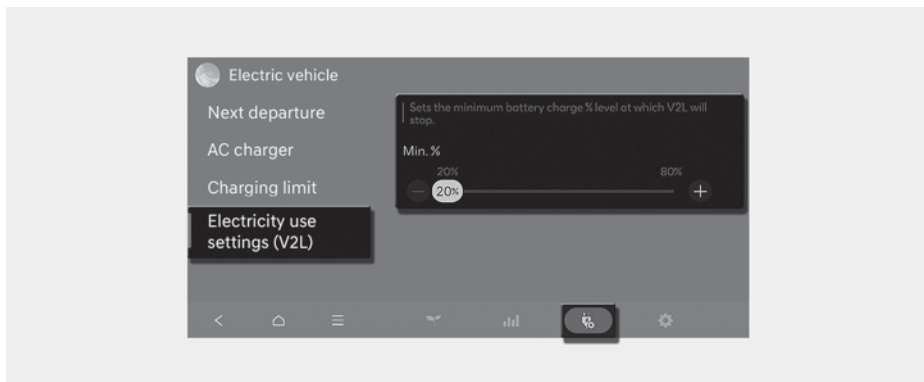 Electric vehicle
Next departure
AC charger
Charging limit
Electricity use
settings (V2L)
Sets the minimum battery charge % level at which V2L will
stop.
Min. %
20% 80%
20%